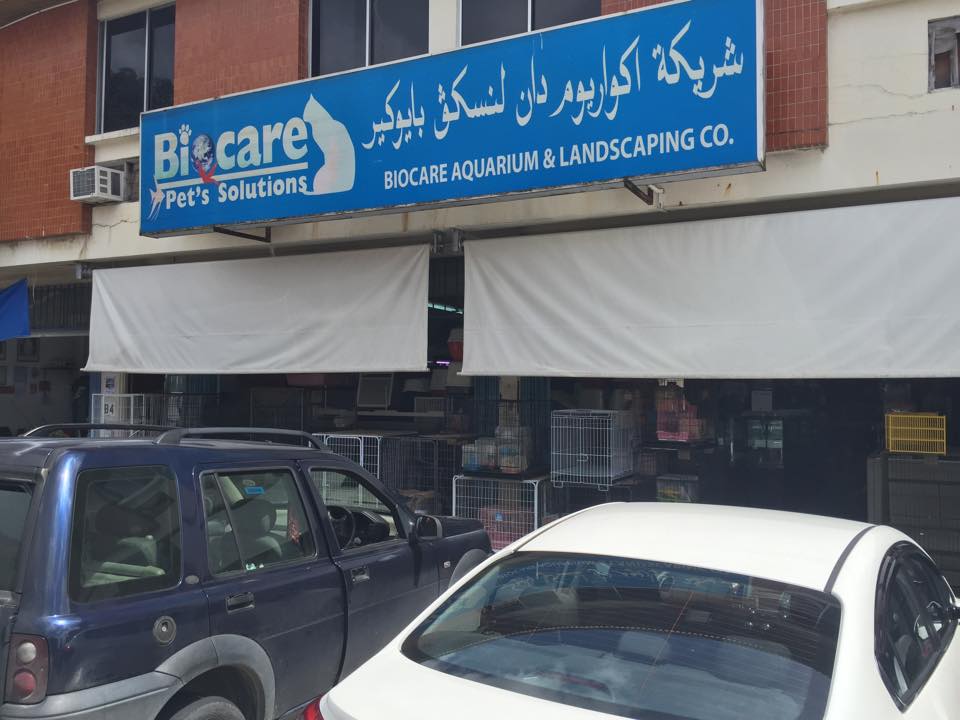 Biocare
Pet's Solutions
شريكة اكواريوم دان لنسكڤ بايوكير
BIOCARE AQUARIUM & LANDSCAPING CO.
B4